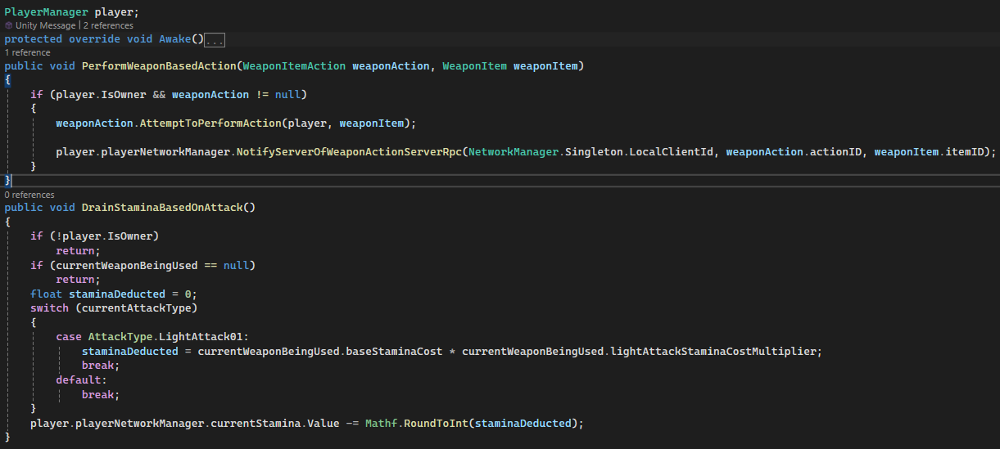 PlayerManager player;
Unity Message | 2 references
protected override void Awake()...
1 reference
public void PerformWeaponBasedAction(WeaponItemAction weaponAction, WeaponItem weaponItem)
{
if (player.IsOwner && weaponAction != null)
{
weaponAction.AttemptToPerformAction(player, weaponItem);
player.playerNetworkManager.NotifyServerOfWeaponActionServerRpc(NetworkManager.Singleton.LocalClientId, weaponAction.actionID, weaponItem.itemID);
}
}
0 references
public void DrainStaminaBasedOnAttack()
{
if (!player.IsOwner)
return;
if (currentWeaponBeingUsed == null)
return;
float staminaDeducted = 0;
switch (currentAttackType)
{
case AttackType.LightAttack01:
staminaDeducted = currentWeaponBeingUsed.baseStaminaCost * currentWeaponBeingUsed.lightAttackStaminaCostMultiplier;
break;
default:
break;
}
player.playerNetworkManager.currentStamina.Value -= Mathf.RoundToInt(staminaDeducted);
}